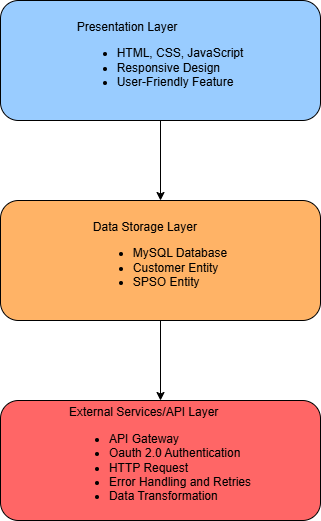 Presentation Layer
• HTML, CSS, JavaScript
• Responsive Design
• User-Friendly Feature
Data Storage Layer
• MySQL Database
• Customer Entity
• SPSO Entity
External Services/API Layer
• API Gateway
• Oauth 2.0 Authentication
• HTTP Request
• Error Handling and Retries
• Data Transformation